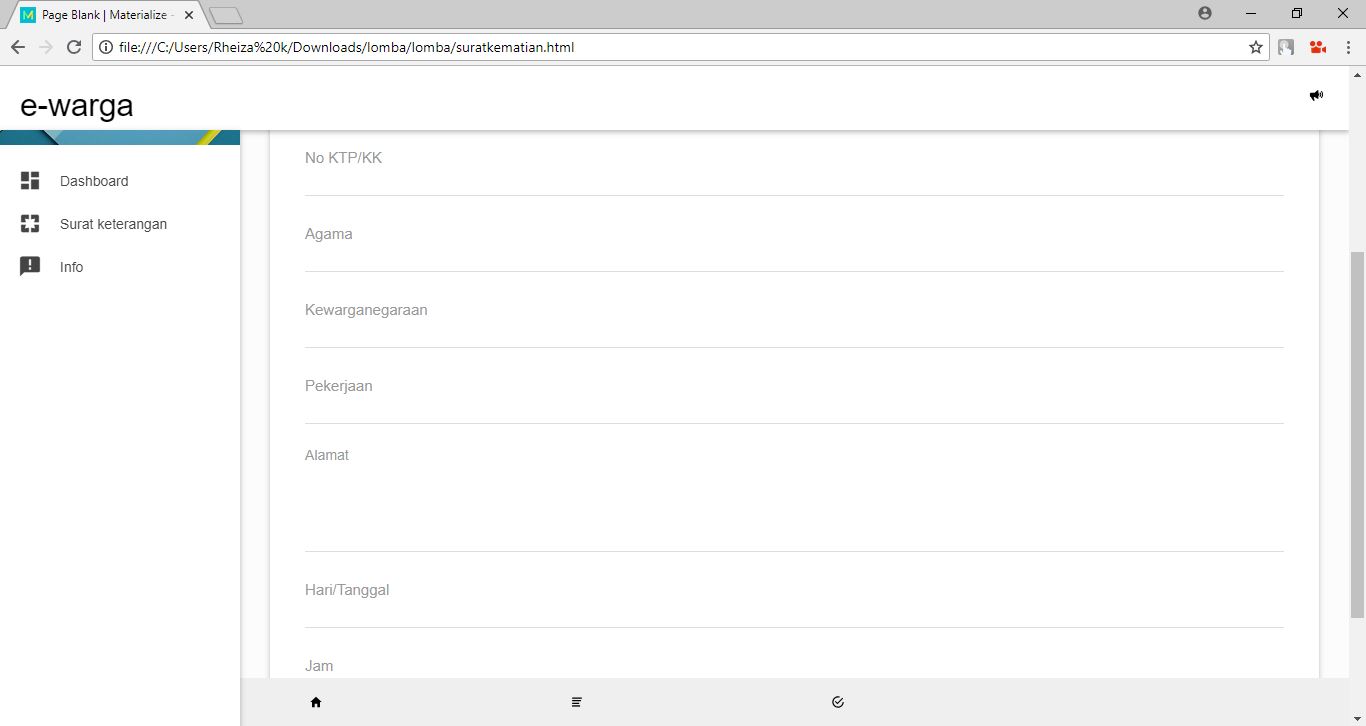 Page Blank | Materialize -
file:///C:/Users/Rheiza%20k/Downloads/lomba/lomba/suratkematian.html
e-warga
Dashboard
Surat keterangan
Info
No KTP/KK
Agama
Kewarganegaraan
Pekerjaan
Alamat
Hari/Tanggal
Jam